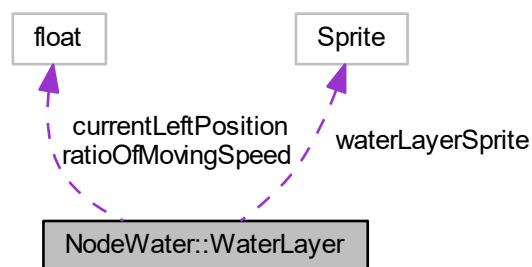 float
Sprite
currentLeftPosition
ratioOfMovingSpeed
waterLayerSprite
NodeWater::WaterLayer